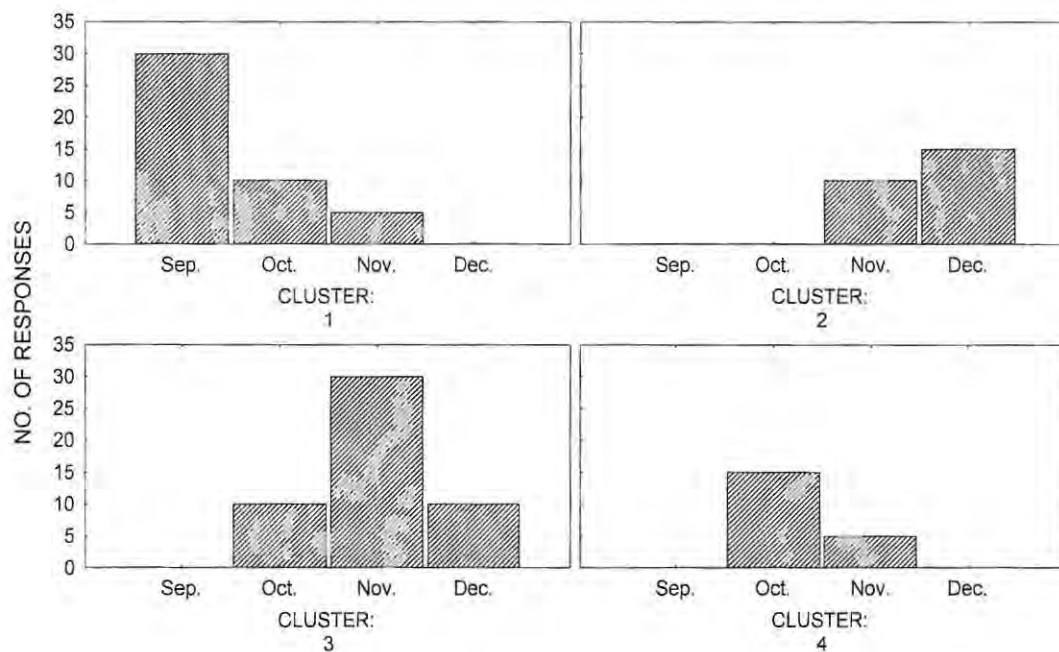 NO. OF RESPONSES
35
30
25
20
15
10
5
0
Sep. Oct. Nov. Dec.
CLUSTER:
1
Sep. Oct. Nov. Dec.
CLUSTER:
2
35
30
25
20
15
10
5
0
Sep. Oct. Nov. Dec.
CLUSTER:
3
Sep. Oct. Nov. Dec.
CLUSTER:
4